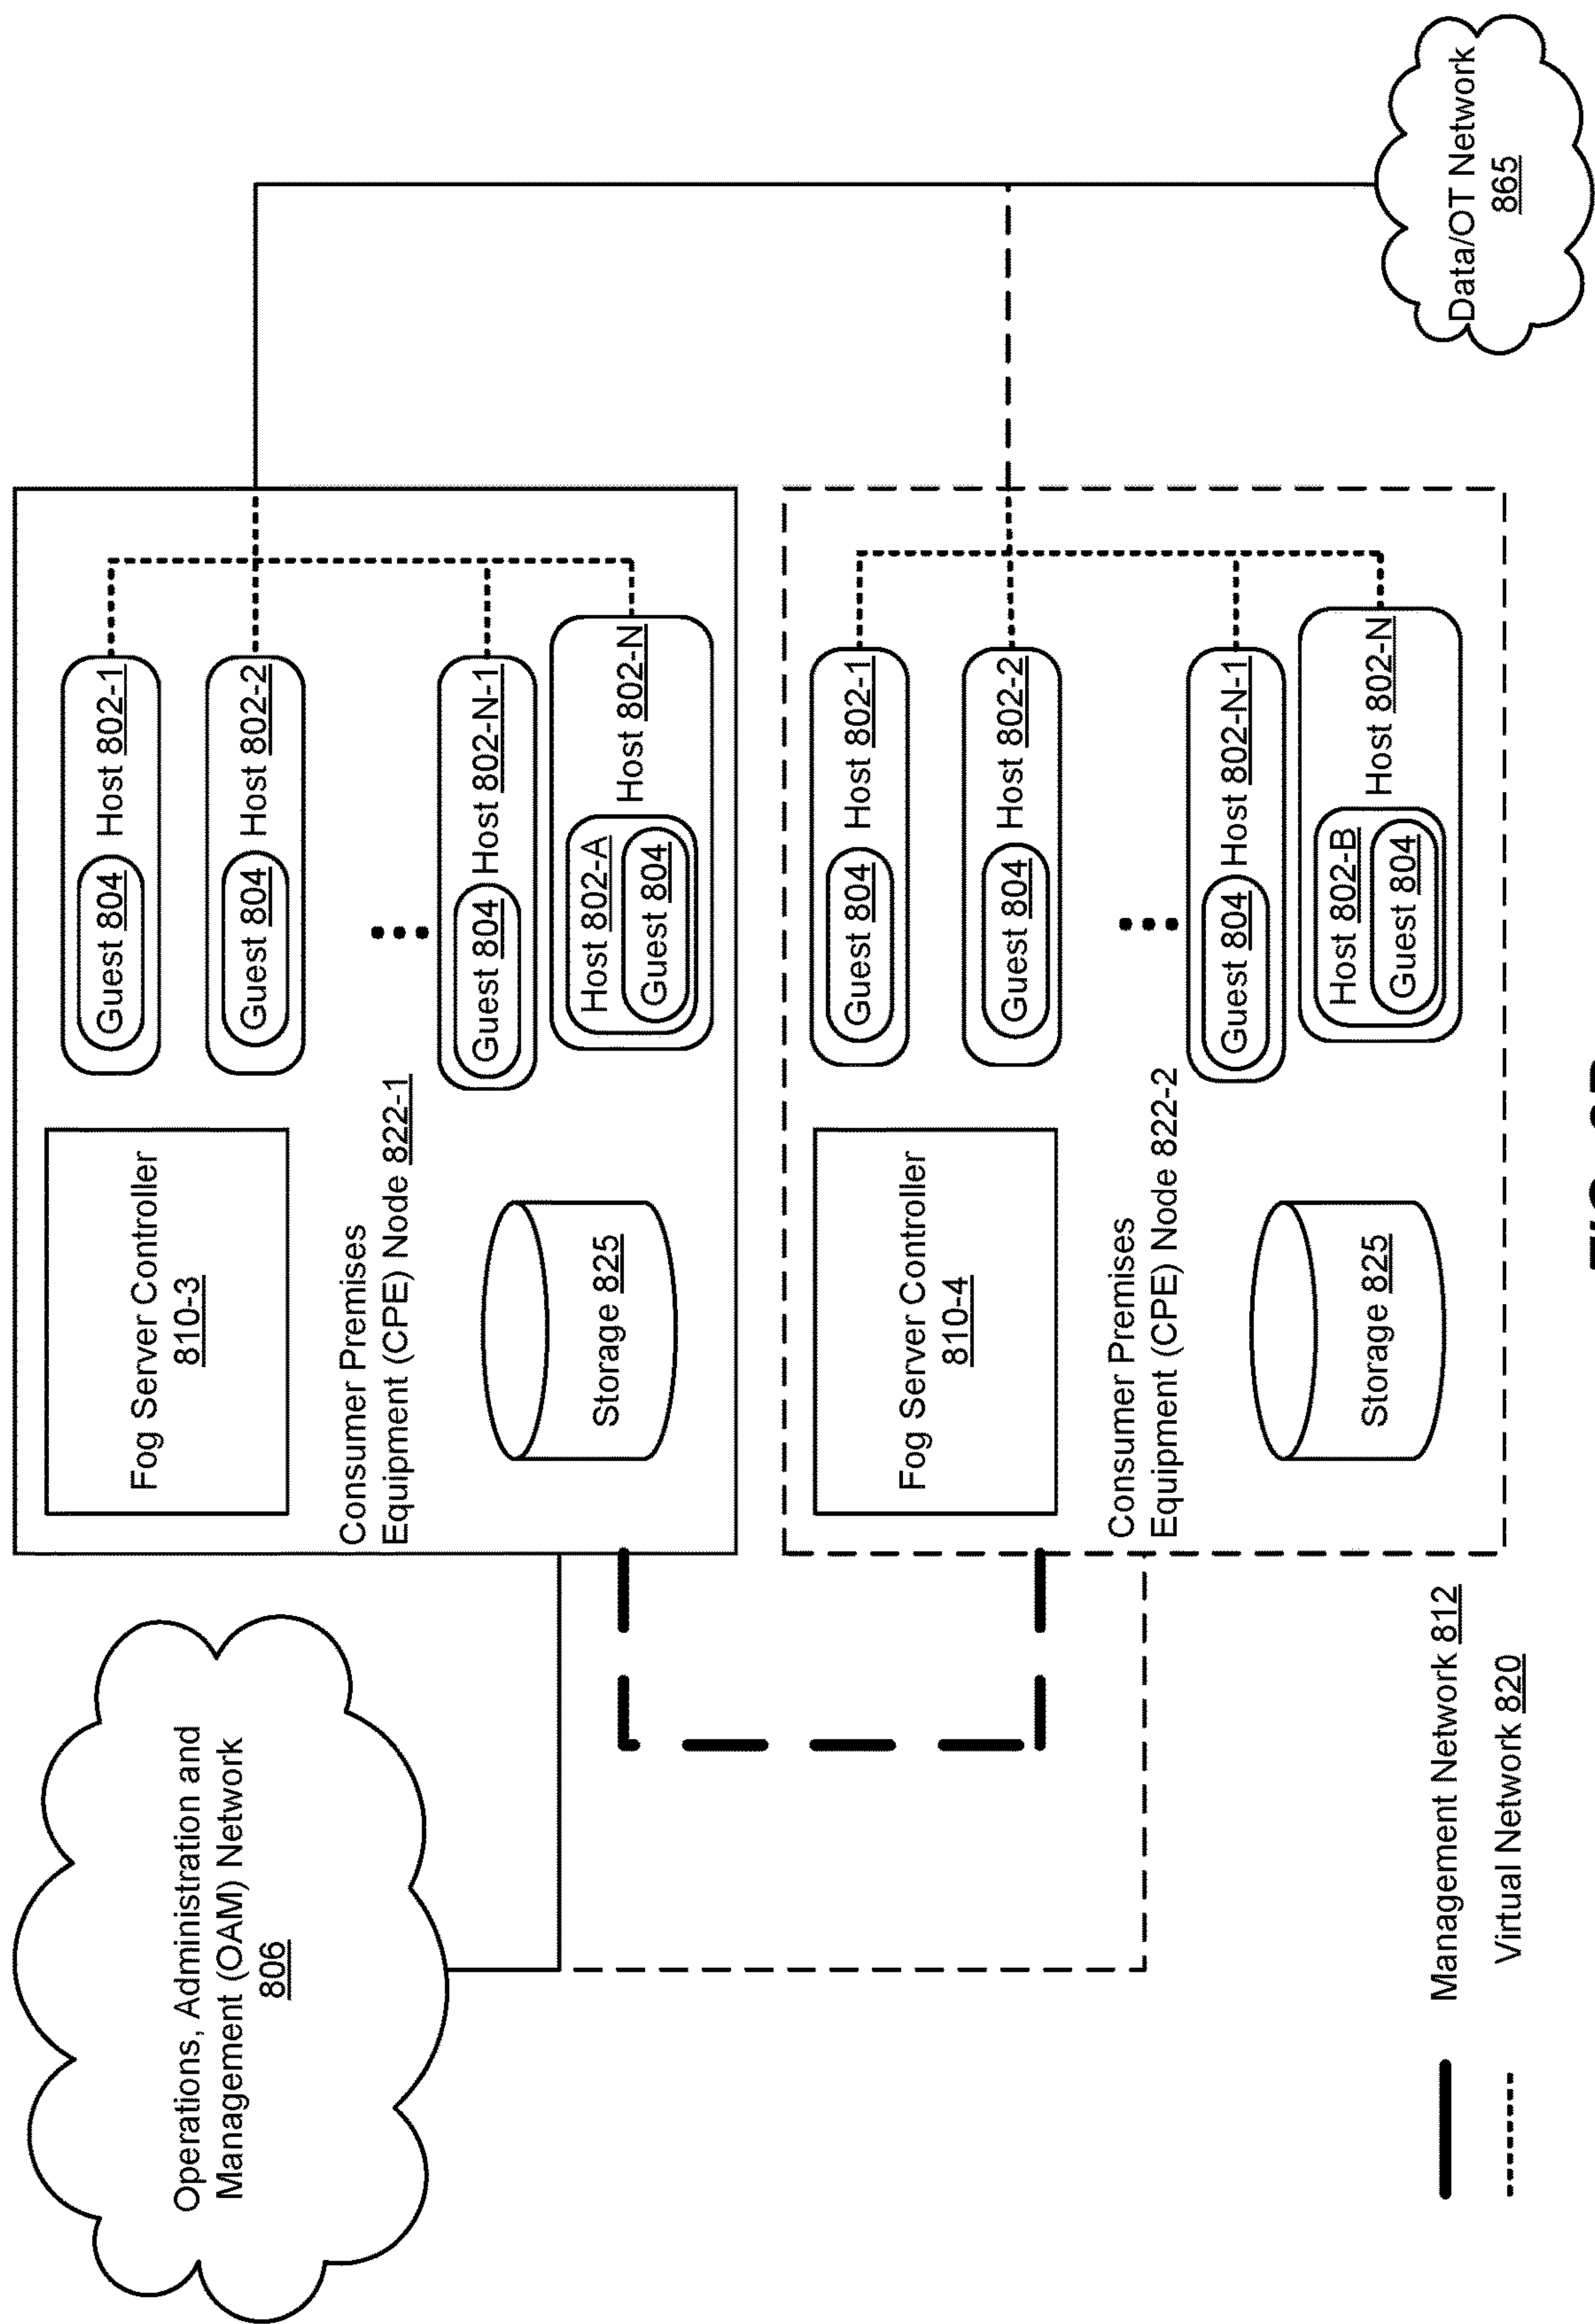 Operations, Administration and
Management (OAM) Network
806
Fog Server Controller
810-3
Consumer Premises
Equipment (CPE) Node 822-1
Storage 825
Guest 804 Host 802-1
Guest 804 Host 802-2
Guest 804 Host 802-N-1
Host 802-A
Guest 804
Host 802-N
Fog Server Controller
810-4
Consumer Premises
Equipment (CPE) Node 822-2
Storage 825
Guest 804 Host 802-1
Guest 804 Host 802-2
Guest 804 Host 802-N-1
Host 802-B
Guest 804
Host 802-N
Data/OT Network
865
Management Network 812
Virtual Network 820